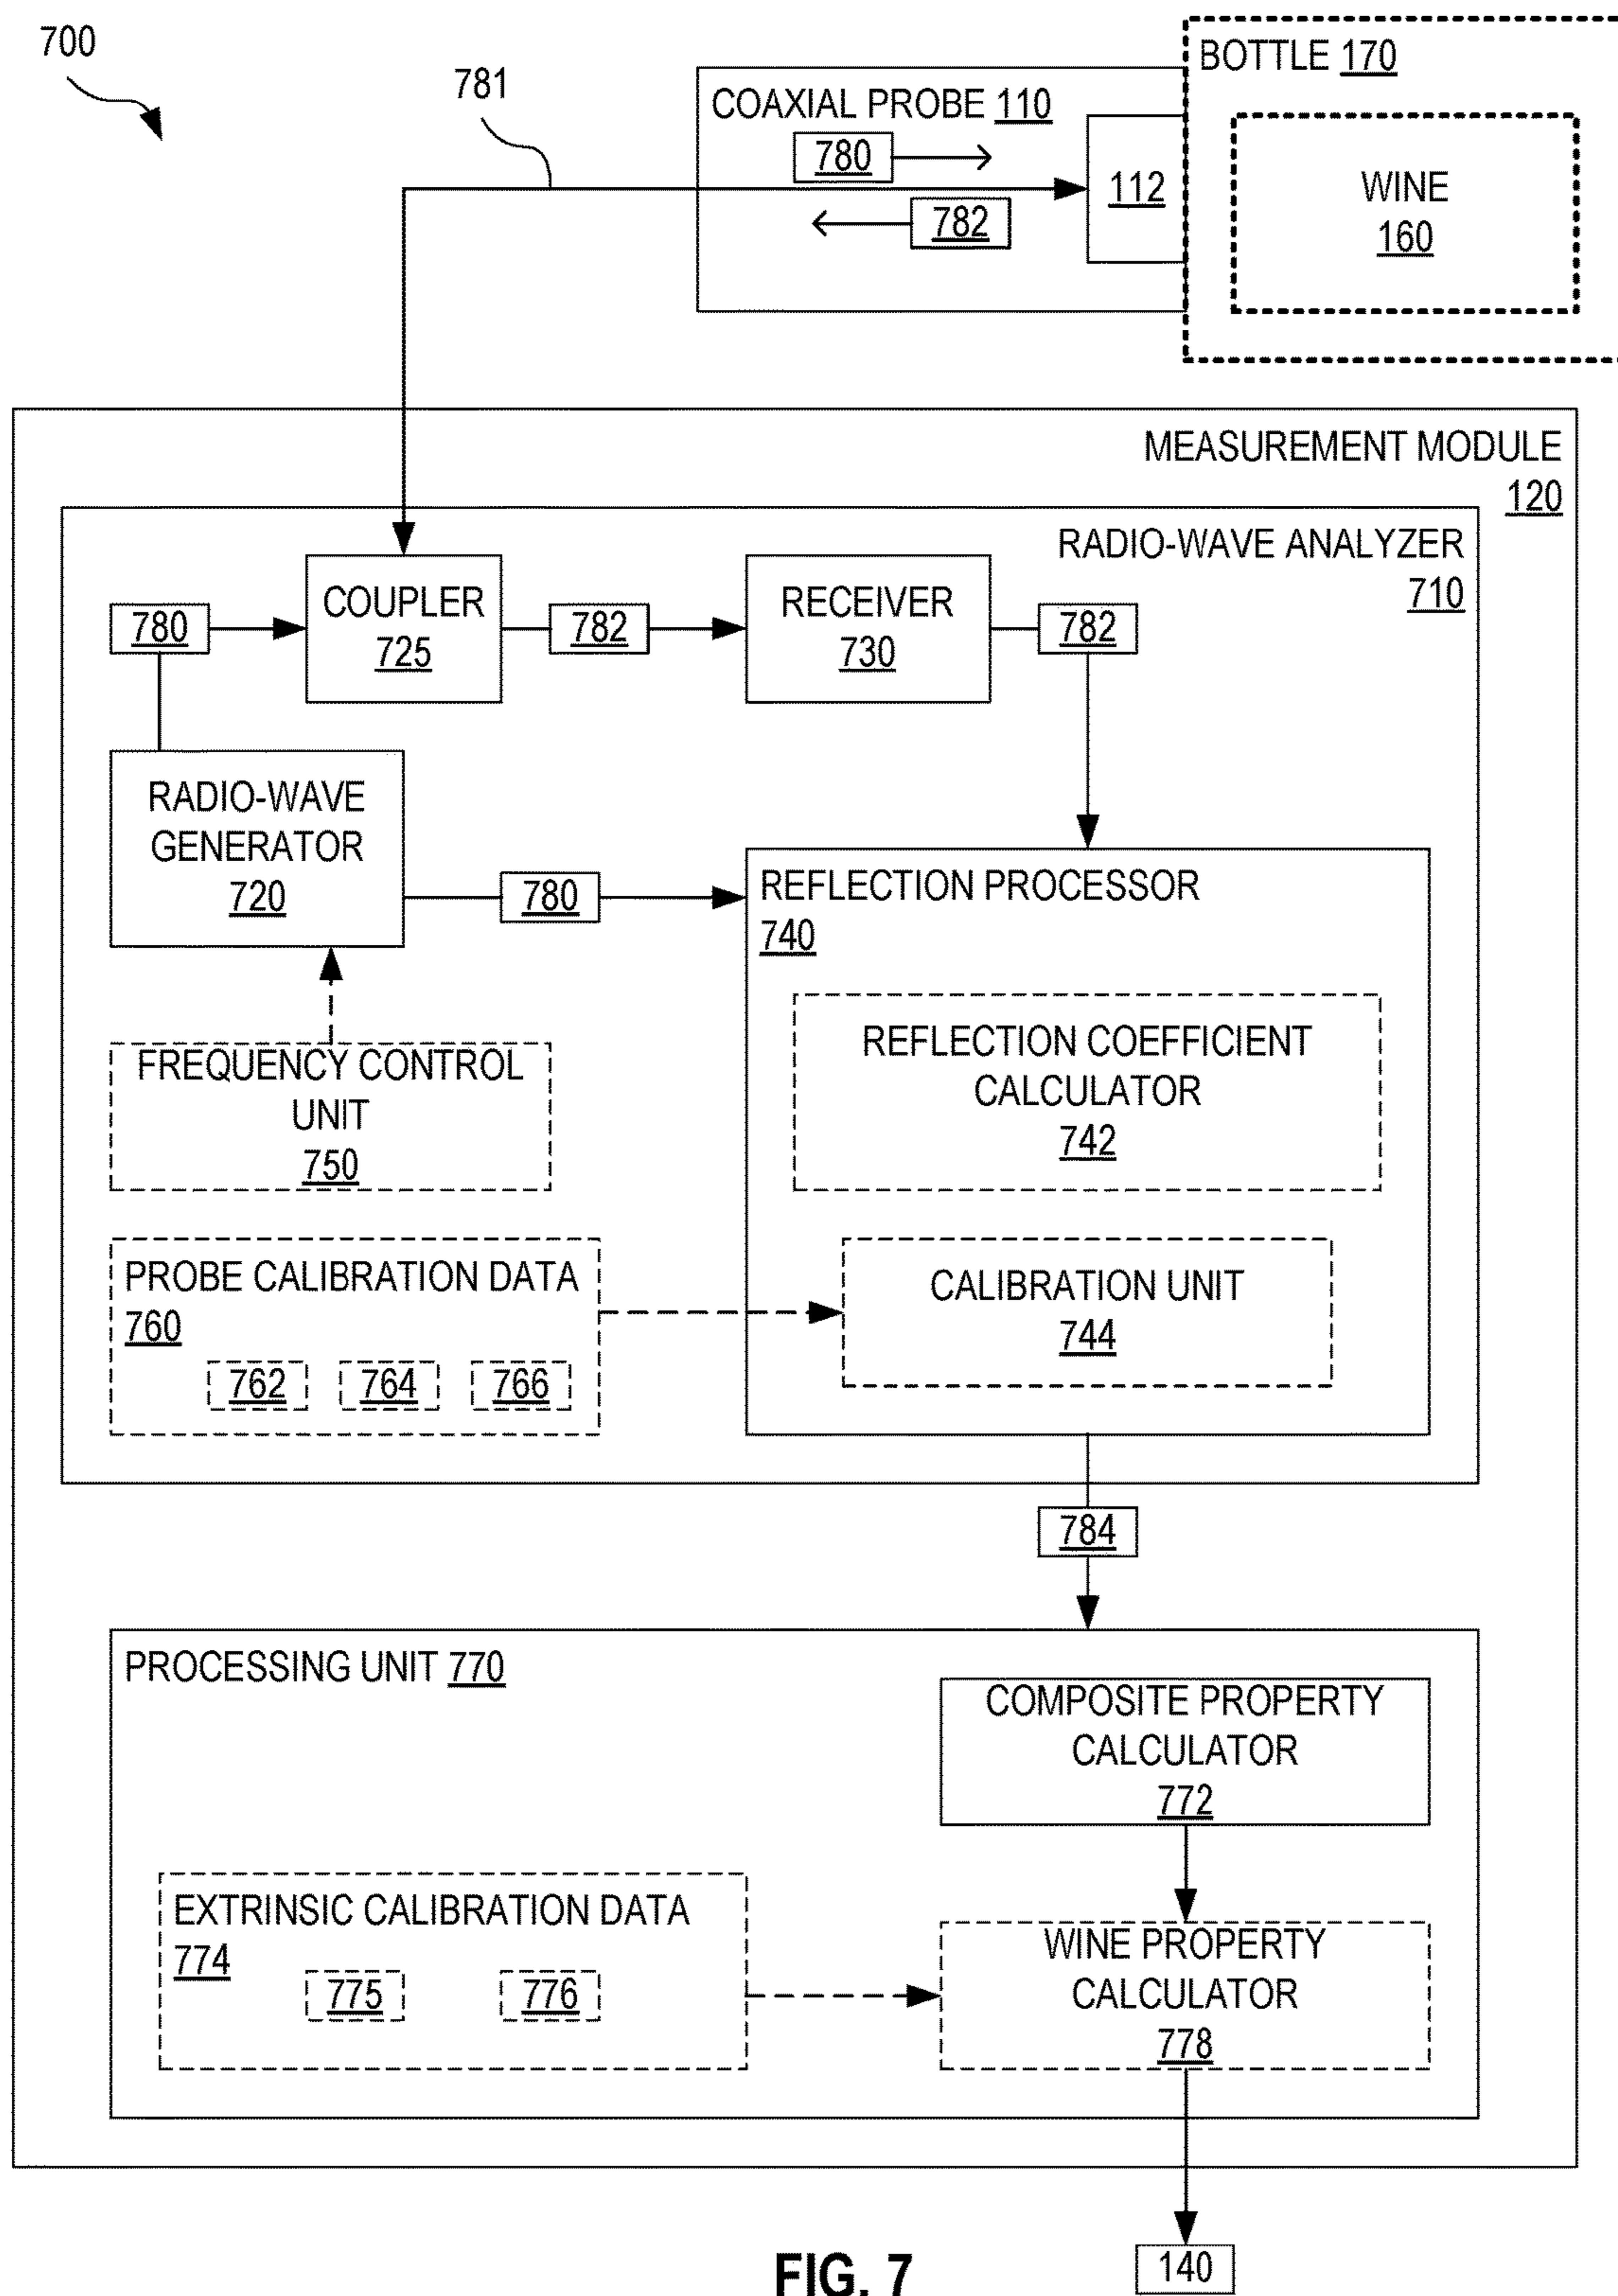 700
781
BOTTLE 170
COAXIAL PROBE 110
780
112
782
WINE
160
MEASUREMENT MODULE
120
RADIO-WAVE ANALYZER
710
780
COUPLER
725
782
RECEIVER
730
782
RADIO-WAVE
GENERATOR
720
780
REFLECTION PROCESSOR
740
REFLECTION COEFFICIENT
CALCULATOR
742
FREQUENCY CONTROL
UNIT
750
PROBE CALIBRATION DATA
760
762 764 766
CALIBRATION UNIT
744
784
PROCESSING UNIT 770
COMPOSITE PROPERTY
CALCULATOR
772
EXTRINSIC CALIBRATION DATA
774
775 776
WINE PROPERTY
CALCULATOR
778
140
FIG. 7